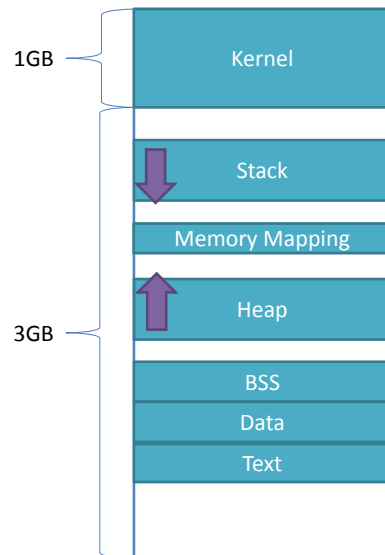 1GB
Kernel
Stack
Memory Mapping
Heap
3GB
BSS
Data
Text